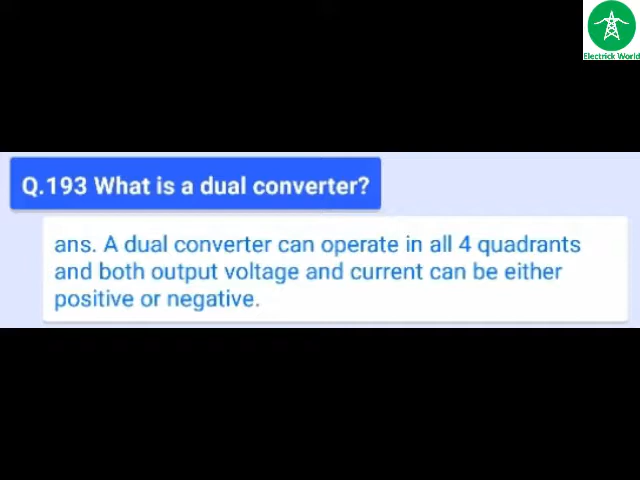 Electrick World
Q.193 What is a dual converter?
ans. A dual converter can operate in all 4 quadrants
and both output voltage and current can be either
positive or negative.